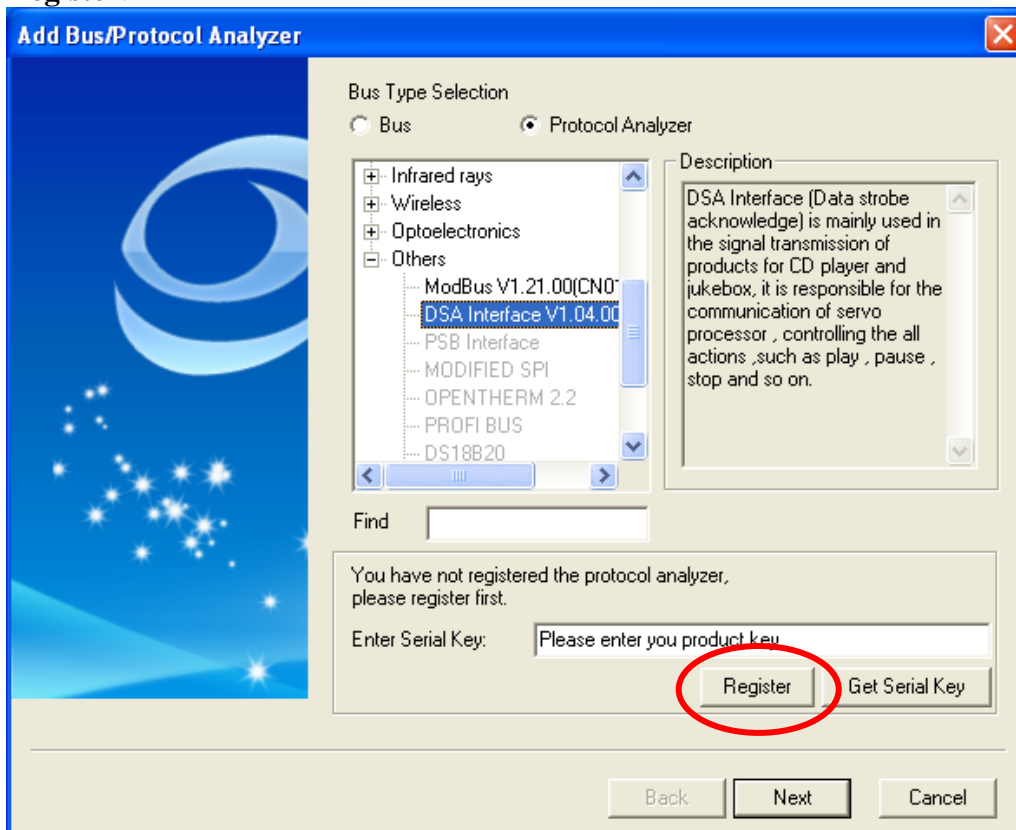 Add Bus/Protocol Analyzer
Bus Type Selection
Bus
Protocol Analyzer
Infrared rays
Wireless
Optoelectronics
Others
ModBus V1.21.00(CN0
DSA Interface V1.04.00
PSB Interface
MODIFIED SPI
OPENTHERM 2.2
PROFI BUS
DS18B20
Description
DSA Interface (Data strobe
acknowledge) is mainly used in
the signal transmission of
products for CD player and
jukebox, it is responsible for the
communication of servo
processor , controlling the all
actions ,such as play , pause ,
stop and so on.
Find
You have not registered the protocol analyzer,
please register first.
Enter Serial Key:
Please enter you product key
Register
Get Serial Key
Back
Next
Cancel